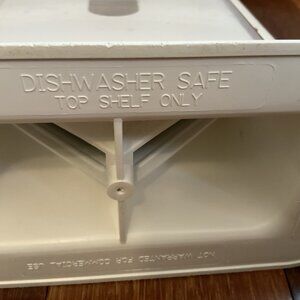 DISHWASHER SAFE
TOP SHELF ONLY
NOT WARRANTED FOR COMMERCIAL USE